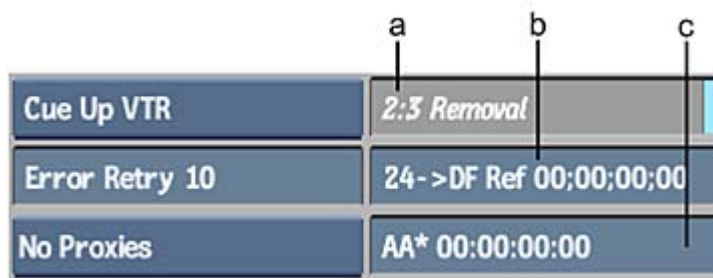 a b c
Cue Up VTR 2:3 Removal
Error Retry 10 24->DF Ref 00;00;00;00
No Proxies AA* 00:00:00:00